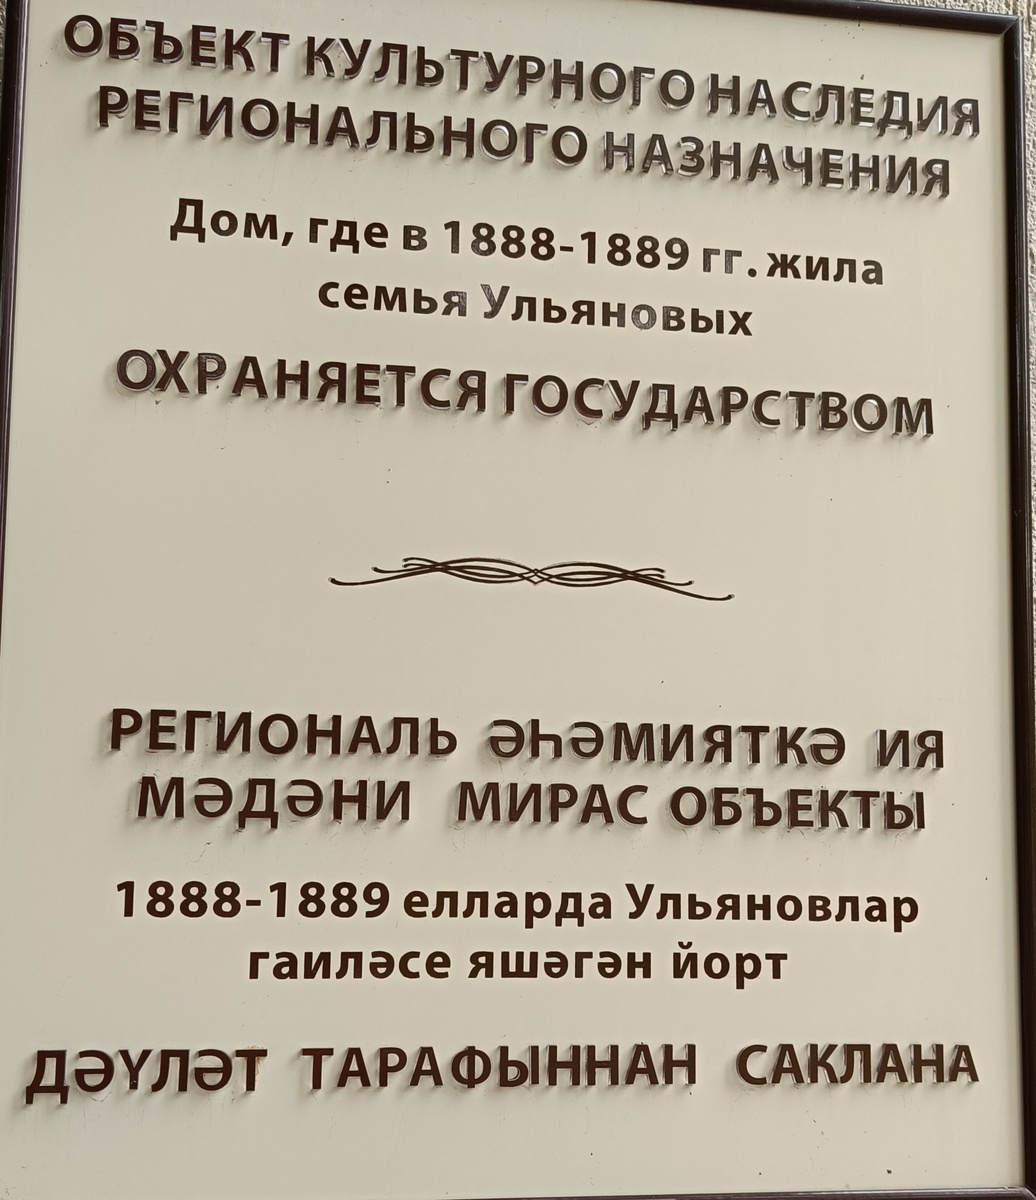 ОБЪЕКТ КУЛЬТУРНОГО НАСЛЕДИЯ
РЕГИОНАЛЬНОГО НАЗНАЧЕНИЯ
Дом, где в 1888-1889 гг. жила
семья Ульяновых
ОХРАНЯЕТСЯ ГОСУДАРСТВОМ
РЕГИОНАЛЬ ӘҺӘМИЯТКӘ ИЯ
МӘДӘНИ МИРАС ОБЪЕКТЫ
1888-1889 елларда Ульяновлар
гаиләсе яшәгән йорт
ДӘҮЛӘТ ТАРАФЫННАН САКЛАНА